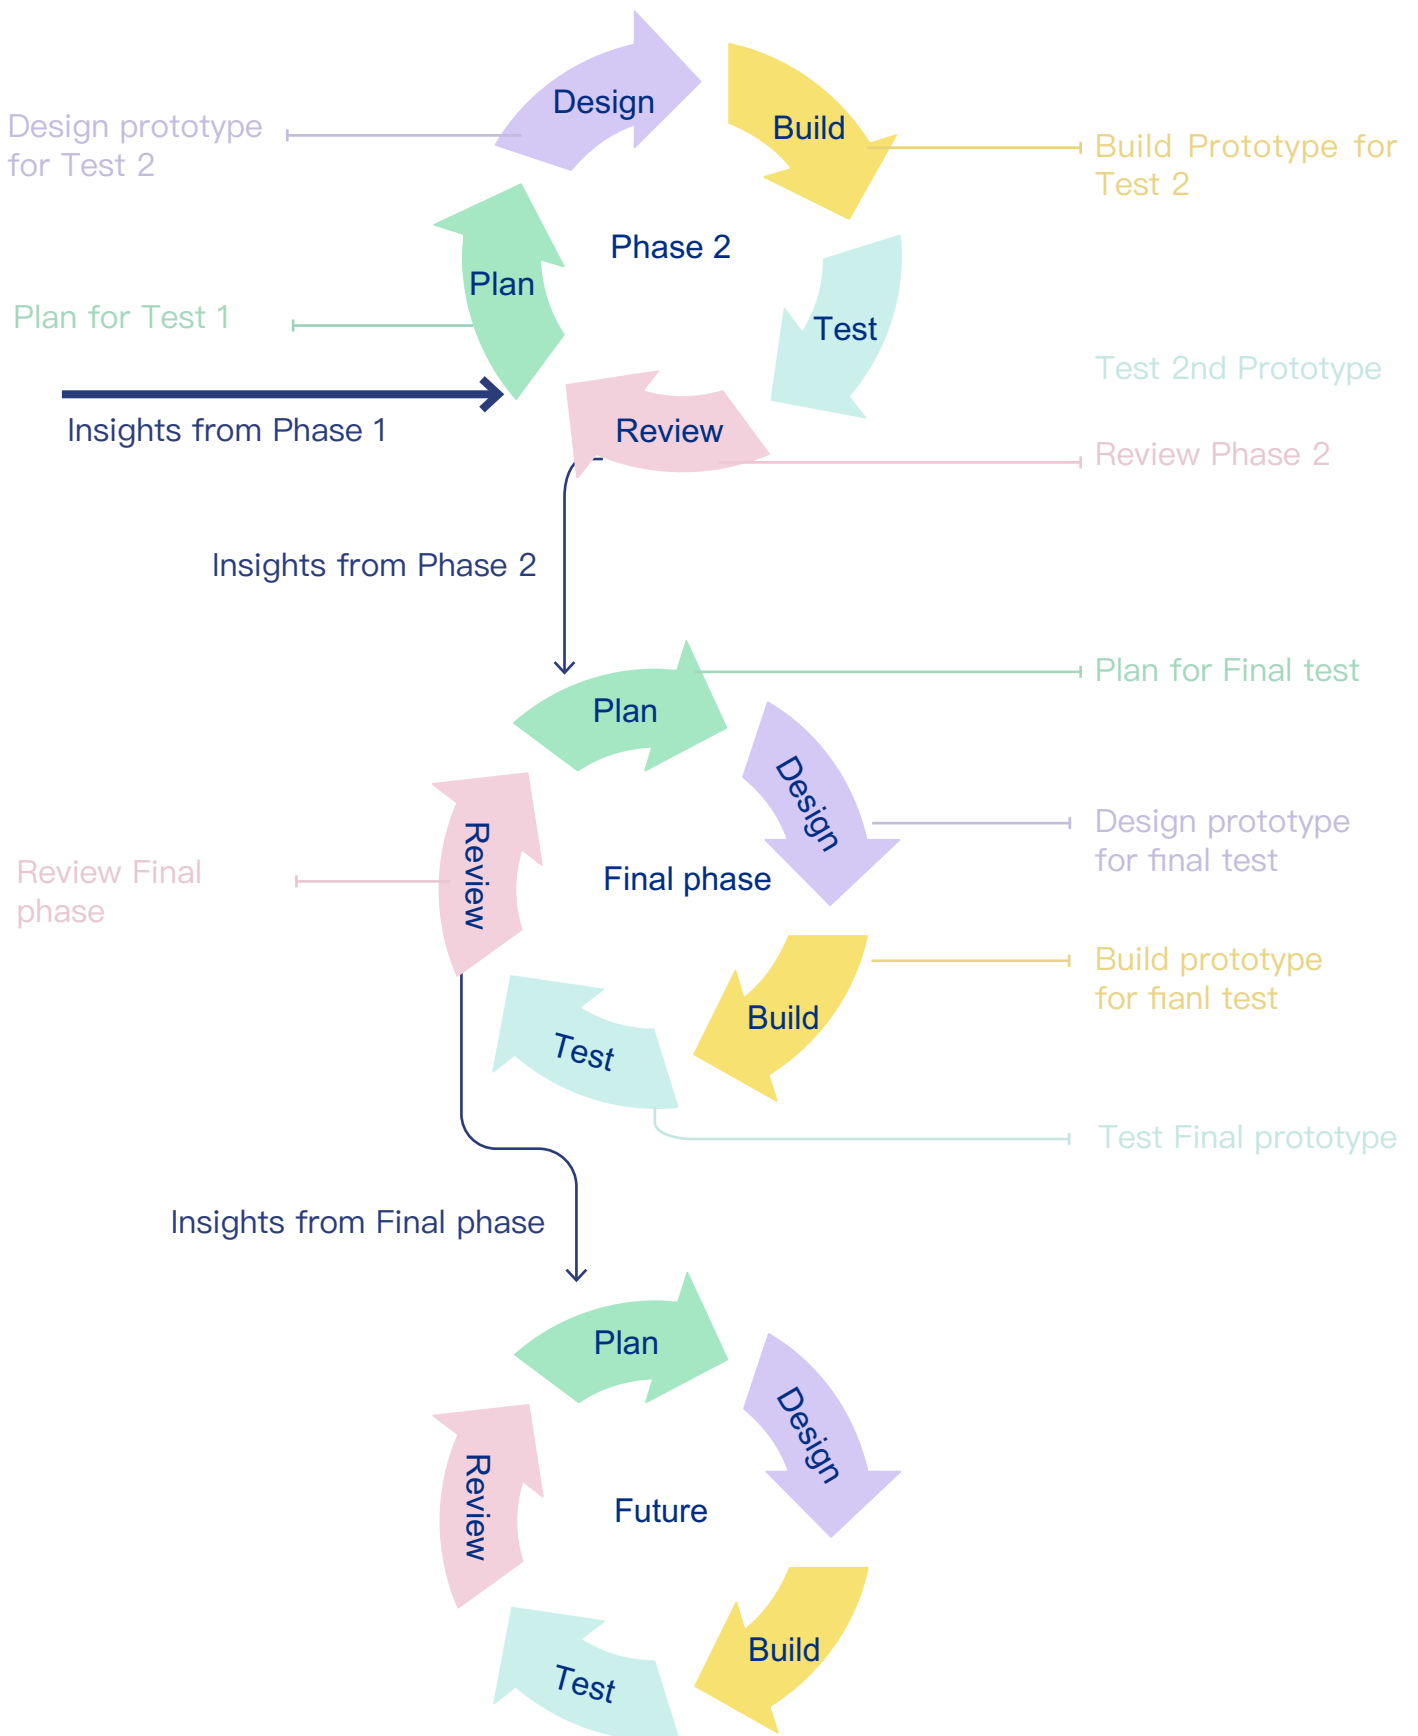 Design
Build
Design prototype
for Test 2
Build Prototype for
Test 2
Phase 2
Plan
Plan for Test 1
Test
Test 2nd Prototype
Insights from Phase 1
Review
Review Phase 2
Insights from Phase 2
Plan for Final test
Plan
Design
Design prototype
for final test
Review
Review Final
phase
Final phase
Build prototype
for fianl test
Build
Test
Test Final prototype
Insights from Final phase
Plan
Design
Review
Future
Build
Test